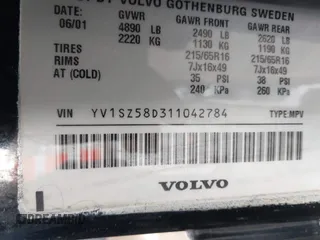 BY VOLVO GOTHENBURG SWEDEN
DATE: GVWR GAWR FRONT GAWR REAR
06/01 4890 LB 2490 LB 2620 LB
2220 KG 1130 KG 1190 KG
TIRES 215/65R16 215/65R16
RIMS 7Jx16x49 7Jx16x49
AT (COLD) 35 PSI 38 PSI
240 kPa 260 KPa
VIN YV1SZ58D311042784 TYPE:MPV
VOLVO